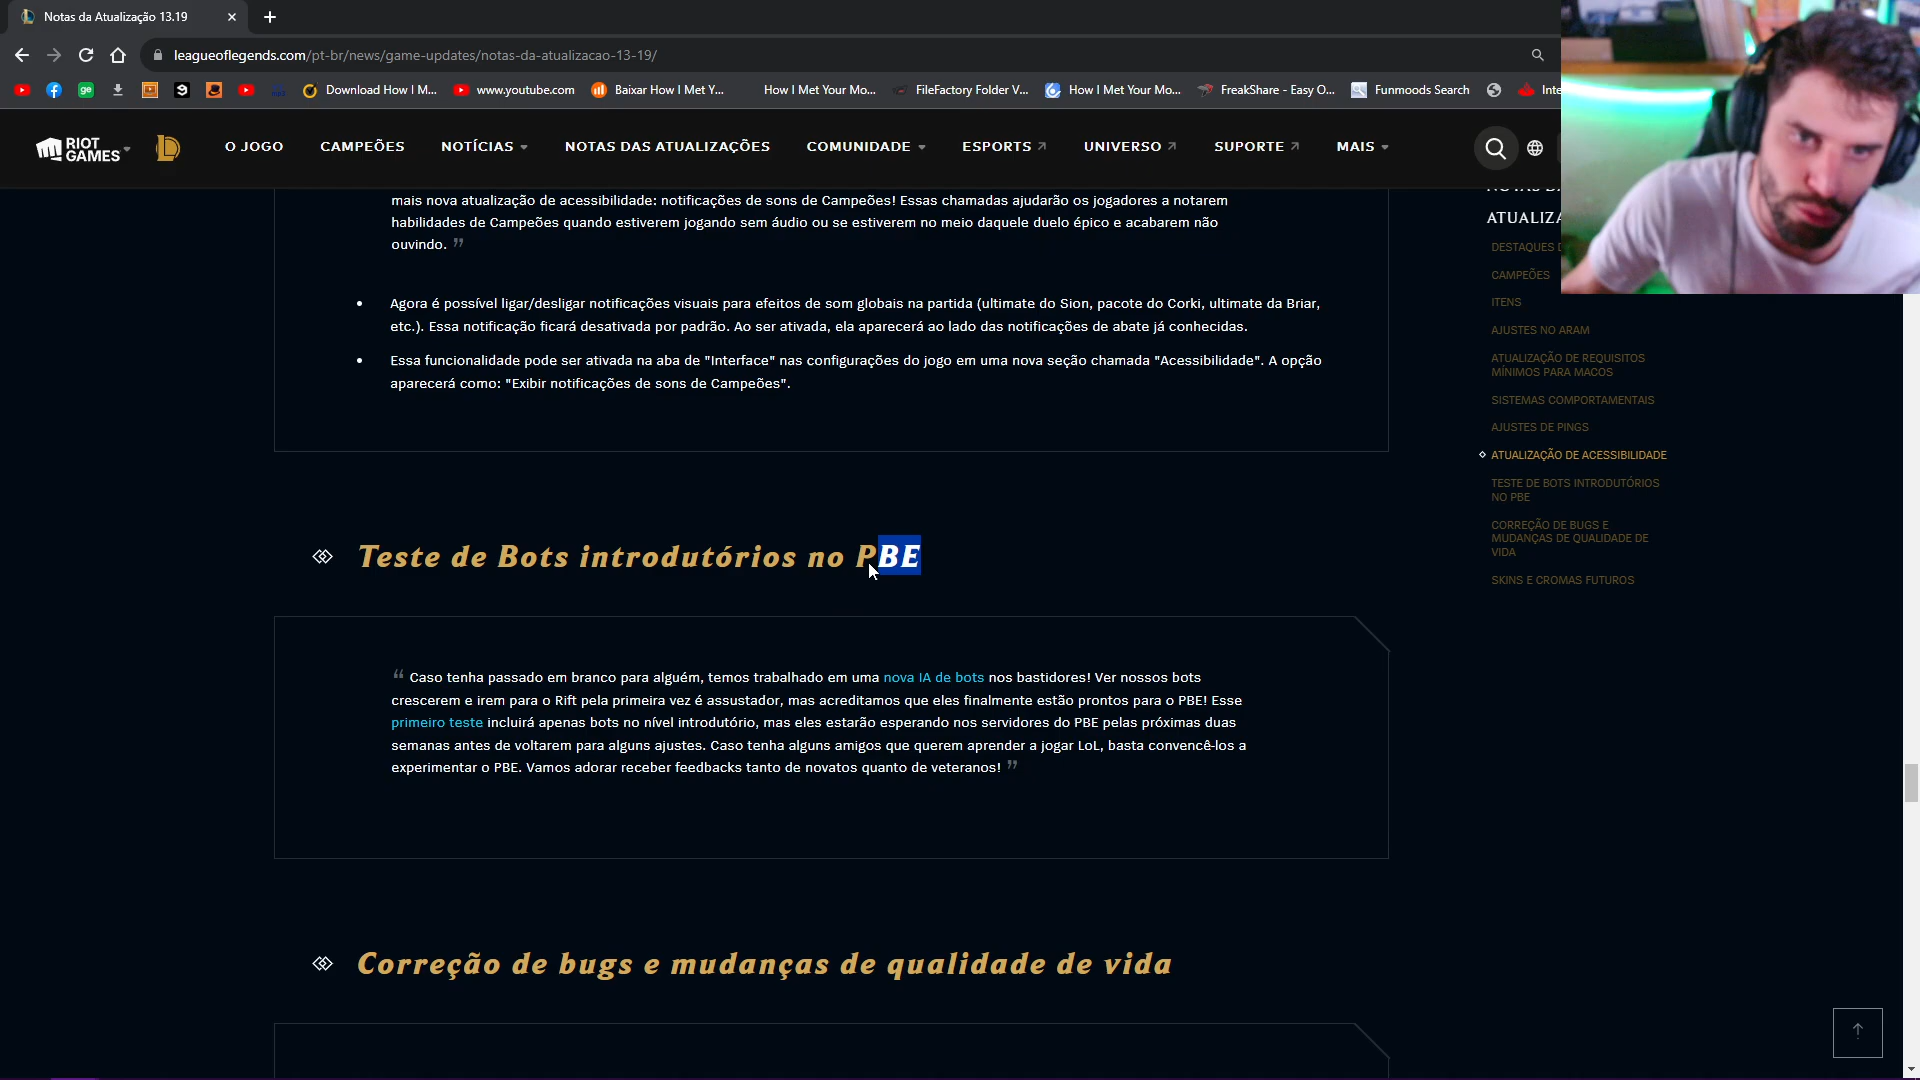 Notas da Atualização 13.19
leagueoflegends.com/pt-br/news/game-updates/notas-da-atualizacao-13-19/
Download How I M...
www.youtube.com
Baixar How I Met Y...
How I Met Your Mo...
FileFactory Folder V...
How I Met Your Mo...
FreakShare - Easy O...
Funmoods Search
Inte
RIOT GAMES
O JOGO
CAMPEÕES
NOTÍCIAS
NOTAS DAS ATUALIZAÇÕES
COMUNIDADE
ESPORTS
UNIVERSO
SUPORTE
MAIS
mais nova atualização de acessibilidade: notificações de sons de Campeões! Essas chamadas ajudarão os jogadores a notarem
habilidades de Campeões quando estiverem jogando sem áudio ou se estiverem no meio daquele duelo épico e acabarem não
ouvindo. ”
• Agora é possível ligar/desligar notificações visuais para efeitos de som globais na partida (ultimate do Sion, pacote do Corki, ultimate da Briar,
etc.). Essa notificação ficará desativada por padrão. Ao ser ativada, ela aparecerá ao lado das notificações de abate já conhecidas.
• Essa funcionalidade pode ser ativada na aba de "Interface" nas configurações do jogo em uma nova seção chamada "Acessibilidade". A opção
aparecerá como: "Exibir notificações de sons de Campeões".
Teste de Bots introdutórios no PBE
“ Caso tenha passado em branco para alguém, temos trabalhado em uma nova IA de bots nos bastidores! Ver nossos bots
crescerem e irem para o Rift pela primeira vez é assustador, mas acreditamos que eles finalmente estão prontos para o PBE! Esse
primeiro teste incluirá apenas bots no nível introdutório, mas eles estarão esperando nos servidores do PBE pelas próximas duas
semanas antes de voltarem para alguns ajustes. Caso tenha alguns amigos que querem aprender a jogar LoL, basta convencê-los a
experimentar o PBE. Vamos adorar receber feedbacks tanto de novatos quanto de veteranos! ”
Correção de bugs e mudanças de qualidade de vida
ATUALIZA
DESTAQUES D
CAMPEÕES
ITENS
AJUSTES NO ARAM
ATUALIZAÇÃO DE REQUISITOS
MÍNIMOS PARA MACOS
SISTEMAS COMPORTAMENTAIS
AJUSTES DE PINGS
ATUALIZAÇÃO DE ACESSIBILIDADE
TESTE DE BOTS INTRODUTÓRIOS
NO PBE
CORREÇÃO DE BUGS E
MUDANÇAS DE QUALIDADE DE
VIDA
SKINS E CROMAS FUTUROS